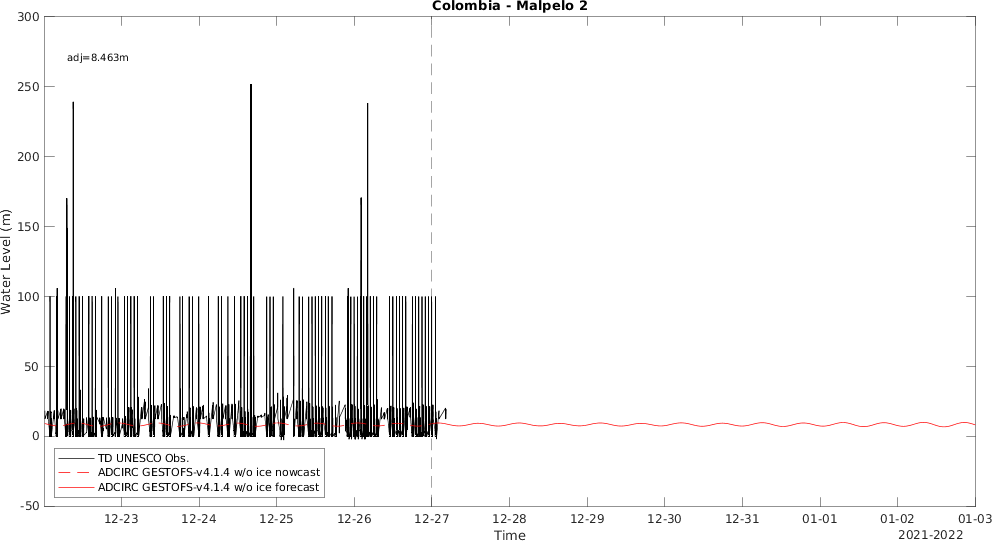 Colombia - Malpelo 2
300
adj=8.463m
250
200
150
100
50
0
-50
Water Level (m)
TD UNESCO Obs.
ADCIRC GESTOFS-v4.1.4 w/o ice nowcast
ADCIRC GESTOFS-v4.1.4 w/o ice forecast
12-23 12-24 12-25 12-26 12-27 12-28 12-29 12-30 12-31 01-01 01-02 01-03
Time
2021-2022